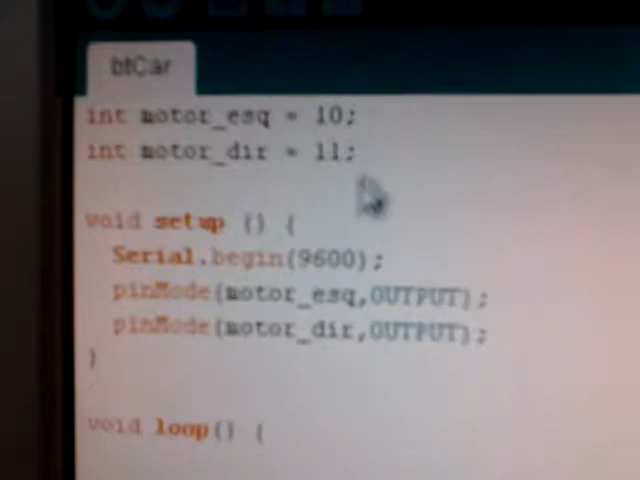 btCar
int motor_esq = 10;
int motor_dir = 11;
void setup () {
Serial.begin(9600);
pinMode(motor_esq,OUTPUT);
pinMode(motor_dir,OUTPUT);
}
void loop() {